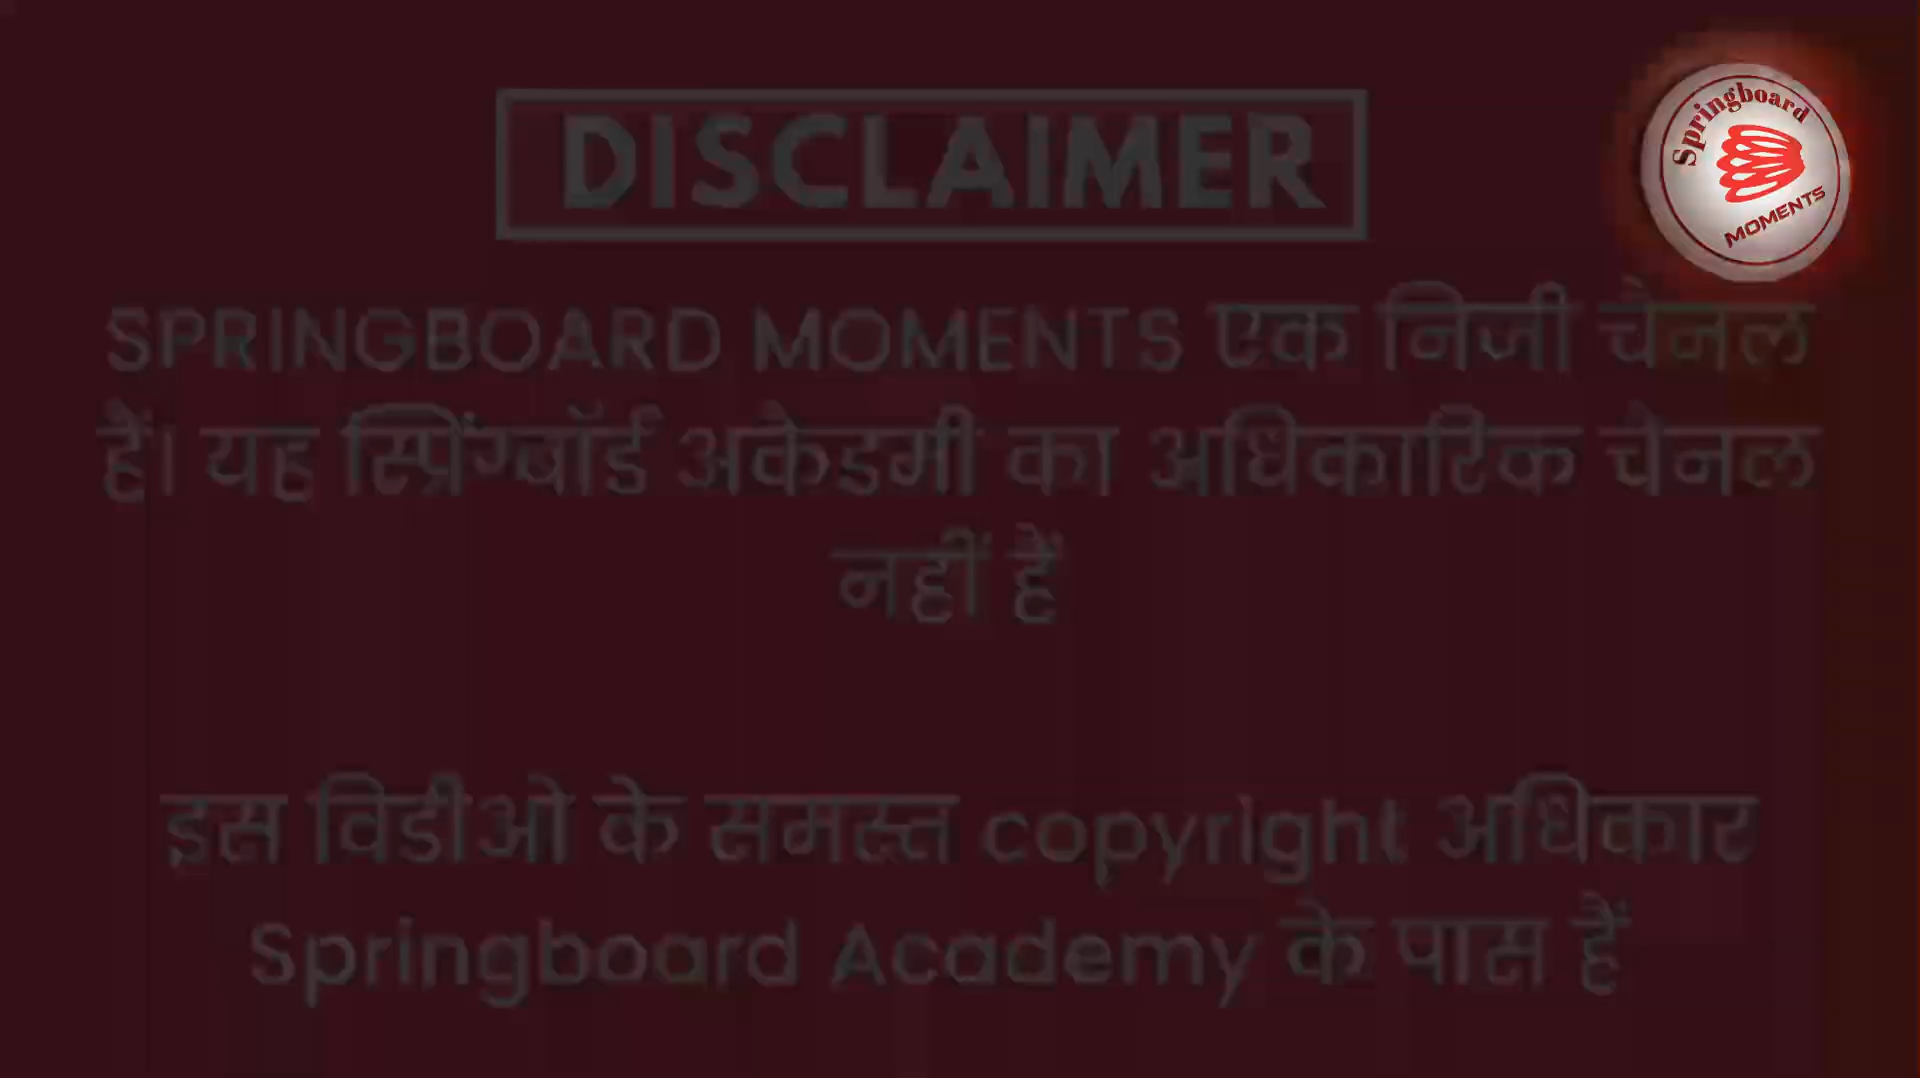 Springboard
MOMENTS
DISCLAIMER
SPRINGBOARD MOMENTS एक निजी चैनल
हैं। यह स्प्रिंग्बॉर्ड अकेडमी का अधिकारिक चैनल
नहीं हैं
इस विडीओ के समस्त copyright अधिकार
Springboard Academy के पास हैं